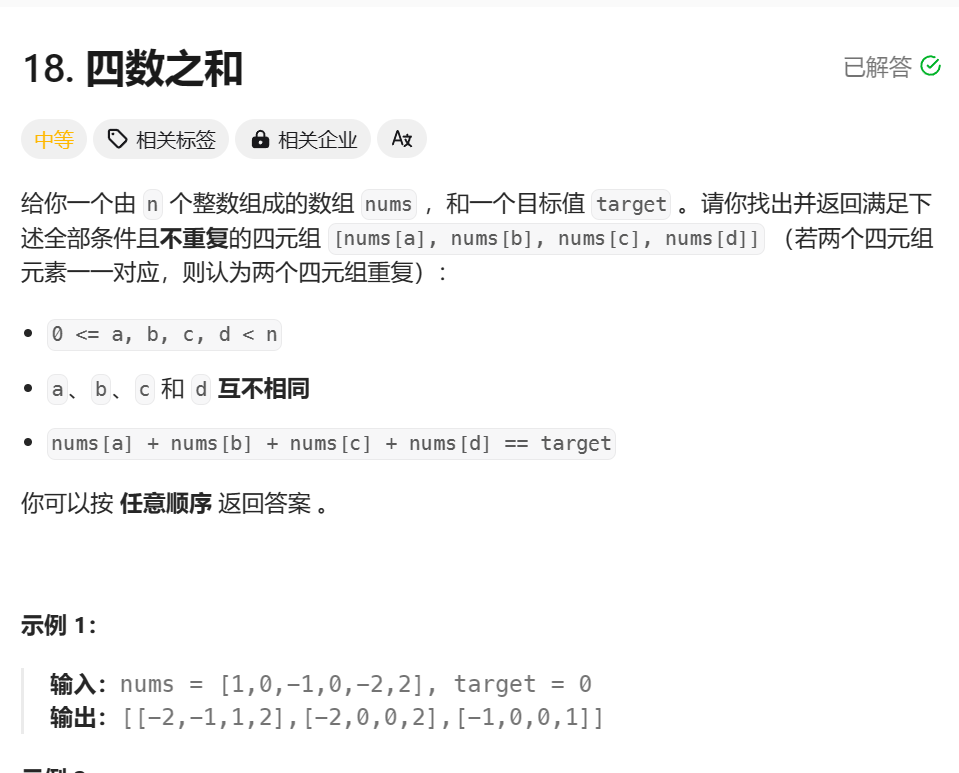 18. 四数之和
已解答
中等 相关标签 相关企业 Ax
给你一个由 n 个整数组成的数组 nums ，和一个目标值 target 。请你找出并返回满足下
述全部条件且不重复的四元组 [nums[a], nums[b], nums[c], nums[d]] （若两个四元组
元素一一对应，则认为两个四元组重复）：
• 0 <= a, b, c, d < n
• a、b、c 和 d 互不相同
• nums[a] + nums[b] + nums[c] + nums[d] == target
你可以按 任意顺序 返回答案 。
示例 1：
输入：nums = [1,0,-1,0,-2,2], target = 0
输出：[[-2,-1,1,2],[-2,0,0,2],[-1,0,0,1]]